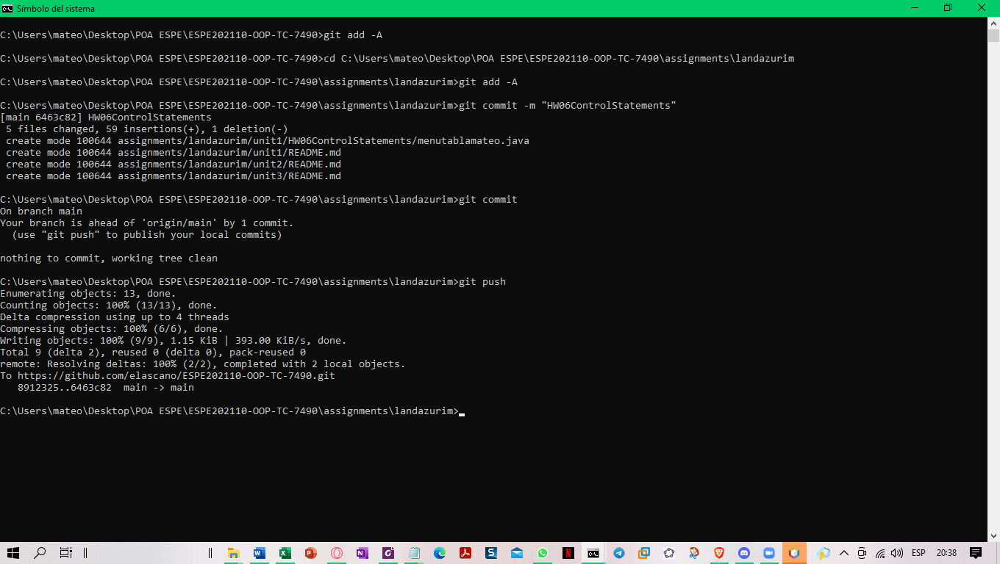 Símbolo del sistema
C:\Users\mateo\Desktop\POA ESPE\ESPE202110-OOP-TC-7490>git add -A
C:\Users\mateo\Desktop\POA ESPE\ESPE202110-OOP-TC-7490>cd C:\Users\mateo\Desktop\POA ESPE\ESPE202110-OOP-TC-7490\assignments\landazurim
C:\Users\mateo\Desktop\POA ESPE\ESPE202110-OOP-TC-7490\assignments\landazurim>git add -A
C:\Users\mateo\Desktop\POA ESPE\ESPE202110-OOP-TC-7490\assignments\landazurim>git commit -m "HW06ControlStatements"
[main 6463c82] HW06ControlStatements
 5 files changed, 59 insertions(+), 1 deletion(-)
 create mode 100644 assignments/landazurim/unit1/HW06ControlStatements/menutablamateo.java
 create mode 100644 assignments/landazurim/unit1/README.md
 create mode 100644 assignments/landazurim/unit2/README.md
 create mode 100644 assignments/landazurim/unit3/README.md
C:\Users\mateo\Desktop\POA ESPE\ESPE202110-OOP-TC-7490\assignments\landazurim>git commit
On branch main
Your branch is ahead of 'origin/main' by 1 commit.
  (use "git push" to publish your local commits)
nothing to commit, working tree clean
C:\Users\mateo\Desktop\POA ESPE\ESPE202110-OOP-TC-7490\assignments\landazurim>git push
Enumerating objects: 13, done.
Counting objects: 100% (13/13), done.
Delta compression using up to 4 threads
Compressing objects: 100% (6/6), done.
Writing objects: 100% (9/9), 1.15 KiB | 393.00 KiB/s, done.
Total 9 (delta 2), reused 0 (delta 0), pack-reused 0
remote: Resolving deltas: 100% (2/2), completed with 2 local objects.
To https://github.com/elascano/ESPE202110-OOP-TC-7490.git
   8912325..6463c82  main -> main
C:\Users\mateo\Desktop\POA ESPE\ESPE202110-OOP-TC-7490\assignments\landazurim>
ESP 20:38